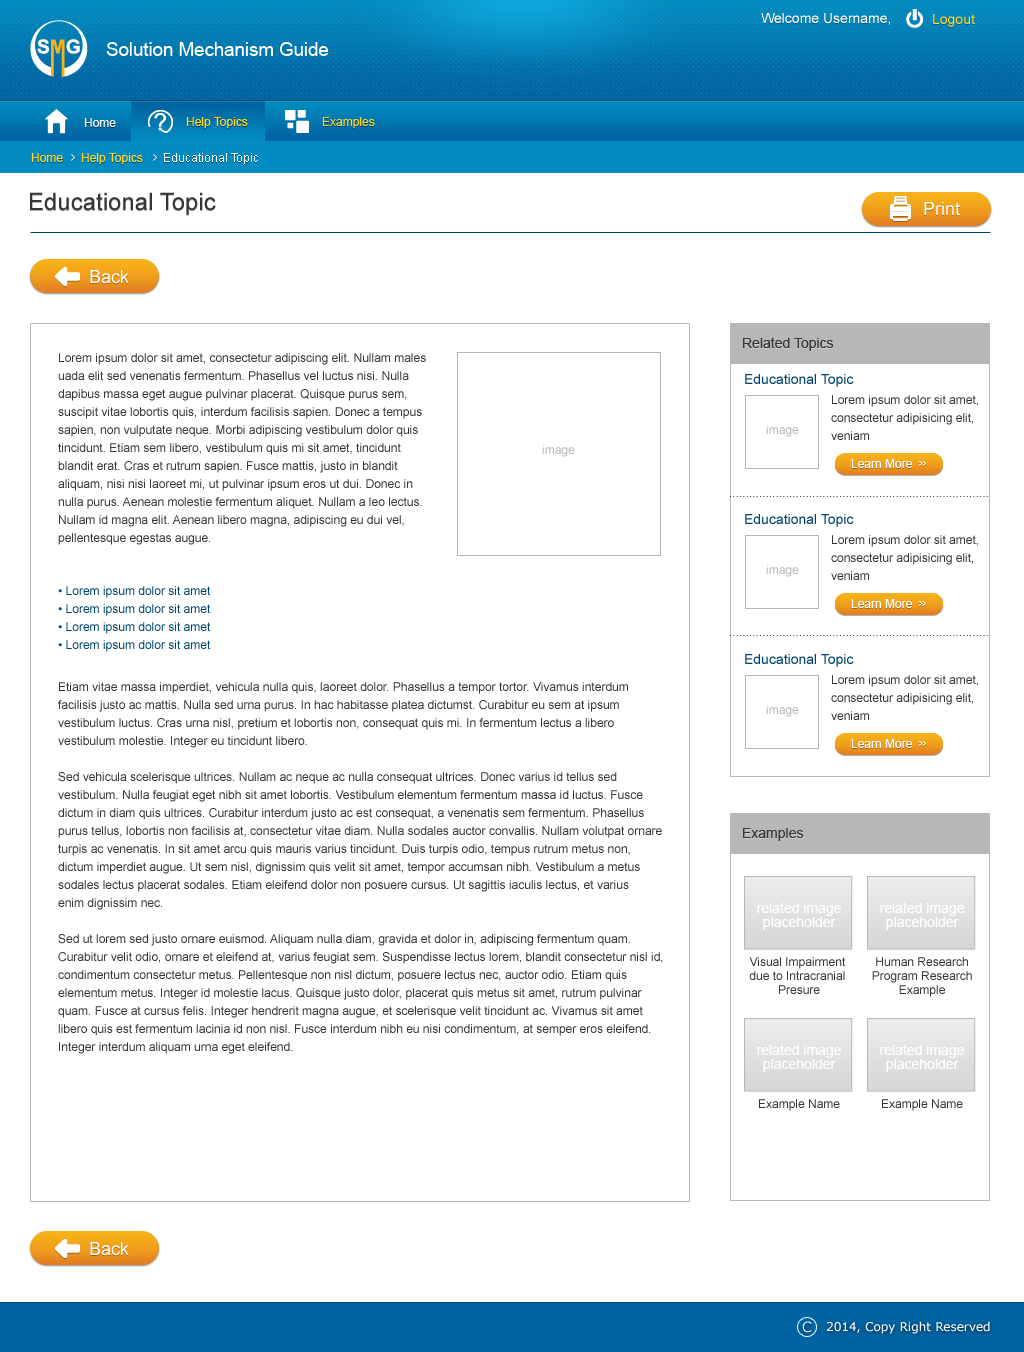 Welcome Username,
Logout
SMG
Solution Mechanism Guide
Home
Help Topics
Examples
Home > Help Topics > Educational Topic
Educational Topic
Print
Back
Lorem ipsum dolor sit amet, consectetur adipiscing elit. Nullam males
uada elit sed venenatis fermentum. Phasellus vel luctus nisi. Nulla
dapibus massa eget augue pulvinar placerat. Quisque purus sem,
suscipit vitae lobortis quis, interdum facilisis sapien. Donec a tempus
sapien, non vulputate neque. Morbi adipiscing vestibulum dolor quis
tincidunt. Etiam sem libero, vestibulum quis mi sit amet, tincidunt
blandit erat. Cras et rutrum sapien. Fusce mattis, justo in blandit
aliquam, nisi nisi laoreet mi, ut pulvinar ipsum eros ut dui. Donec in
nulla purus. Aenean molestie fermentum aliquet. Nullam a leo lectus.
Nullam id magna elit. Aenean libero magna, adipiscing eu dui vel,
pellentesque egestas augue.
image
• Lorem ipsum dolor sit amet
• Lorem ipsum dolor sit amet
• Lorem ipsum dolor sit amet
• Lorem ipsum dolor sit amet
Etiam vitae massa imperdiet, vehicula nulla quis, laoreet dolor. Phasellus a tempor tortor. Vivamus interdum
facilisis justo ac mattis. Nulla sed urna purus. In hac habitasse platea dictumst. Curabitur eu sem at ipsum
vestibulum luctus. Cras urna nisl, pretium et lobortis non, consequat quis mi. In fermentum lectus a libero
vestibulum molestie. Integer eu tincidunt libero.
Sed vehicula scelerisque ultrices. Nullam ac neque ac nulla consequat ultrices. Donec varius id tellus sed
vestibulum. Nulla feugiat eget nibh sit amet lobortis. Vestibulum elementum fermentum massa id luctus. Fusce
dictum in diam quis ultrices. Curabitur interdum justo ac est consequat, a venenatis sem fermentum. Phasellus
purus tellus, lobortis non facilisis at, consectetur vitae diam. Nulla sodales auctor convallis. Nullam volutpat ornare
turpis ac venenatis. In sit amet arcu quis mauris varius tincidunt. Duis turpis odio, tempus rutrum metus non,
dictum imperdiet augue. Ut sem nisl, dignissim quis velit sit amet, tempor accumsan nibh. Vestibulum a metus
sodales lectus placerat sodales. Etiam eleifend dolor non posuere cursus. Ut sagittis iaculis lectus, et varius
enim dignissim nec.
Sed ut lorem sed justo ornare euismod. Aliquam nulla diam, gravida et dolor in, adipiscing fermentum quam.
Curabitur velit odio, ornare et eleifend at, varius feugiat sem. Suspendisse lectus lorem, blandit consectetur nisl id,
condimentum consectetur metus. Pellentesque non nisl dictum, posuere lectus nec, auctor odio. Etiam quis
elementum metus. Integer id molestie lacus. Quisque justo dolor, placerat quis metus sit amet, rutrum pulvinar
quam. Fusce at cursus felis. Integer hendrerit magna augue, et scelerisque velit tincidunt ac. Vivamus sit amet
libero quis est fermentum lacinia id non nisl. Fusce interdum nibh eu nisi condimentum, at semper eros eleifend.
Integer interdum aliquam urna eget eleifend.
Related Topics
Educational Topic
image
Lorem ipsum dolor sit amet,
consectetur adipisicing elit,
veniam
Learn More »
Educational Topic
image
Lorem ipsum dolor sit amet,
consectetur adipisicing elit,
veniam
Learn More »
Educational Topic
image
Lorem ipsum dolor sit amet,
consectetur adipisicing elit,
veniam
Learn More »
Examples
related image
placeholder
Visual Impairment
due to Intracranial
Presure
related image
placeholder
Human Research
Program Research
Example
related image
placeholder
Example Name
related image
placeholder
Example Name
Back
© 2014, Copy Right Reserved